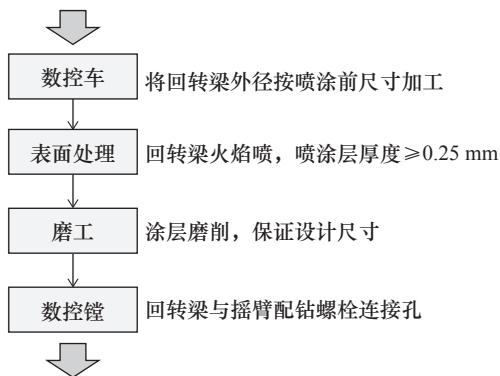 数控车
将回转梁外径按喷涂前尺寸加工
表面处理
回转梁火焰喷，喷涂层厚度≥0.25 mm
磨工
涂层磨削，保证设计尺寸
数控镗
回转梁与摇臂配钻螺栓连接孔